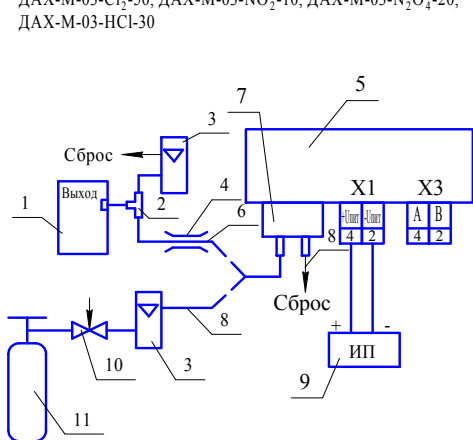 ДАХ-М-03-Cl2-50, ДАХ-М-03-NO2-10, ДАХ-М-03-N2O4-20,
ДАХ-М-03-HCl-30
7
5
3
Сброс
4
6
Х1
Х3
Выход
1
2
+Uпит
-Uпит
А
В
4
2
4
2
8
Сброс
8
+
-
ИП
10
3
9
11